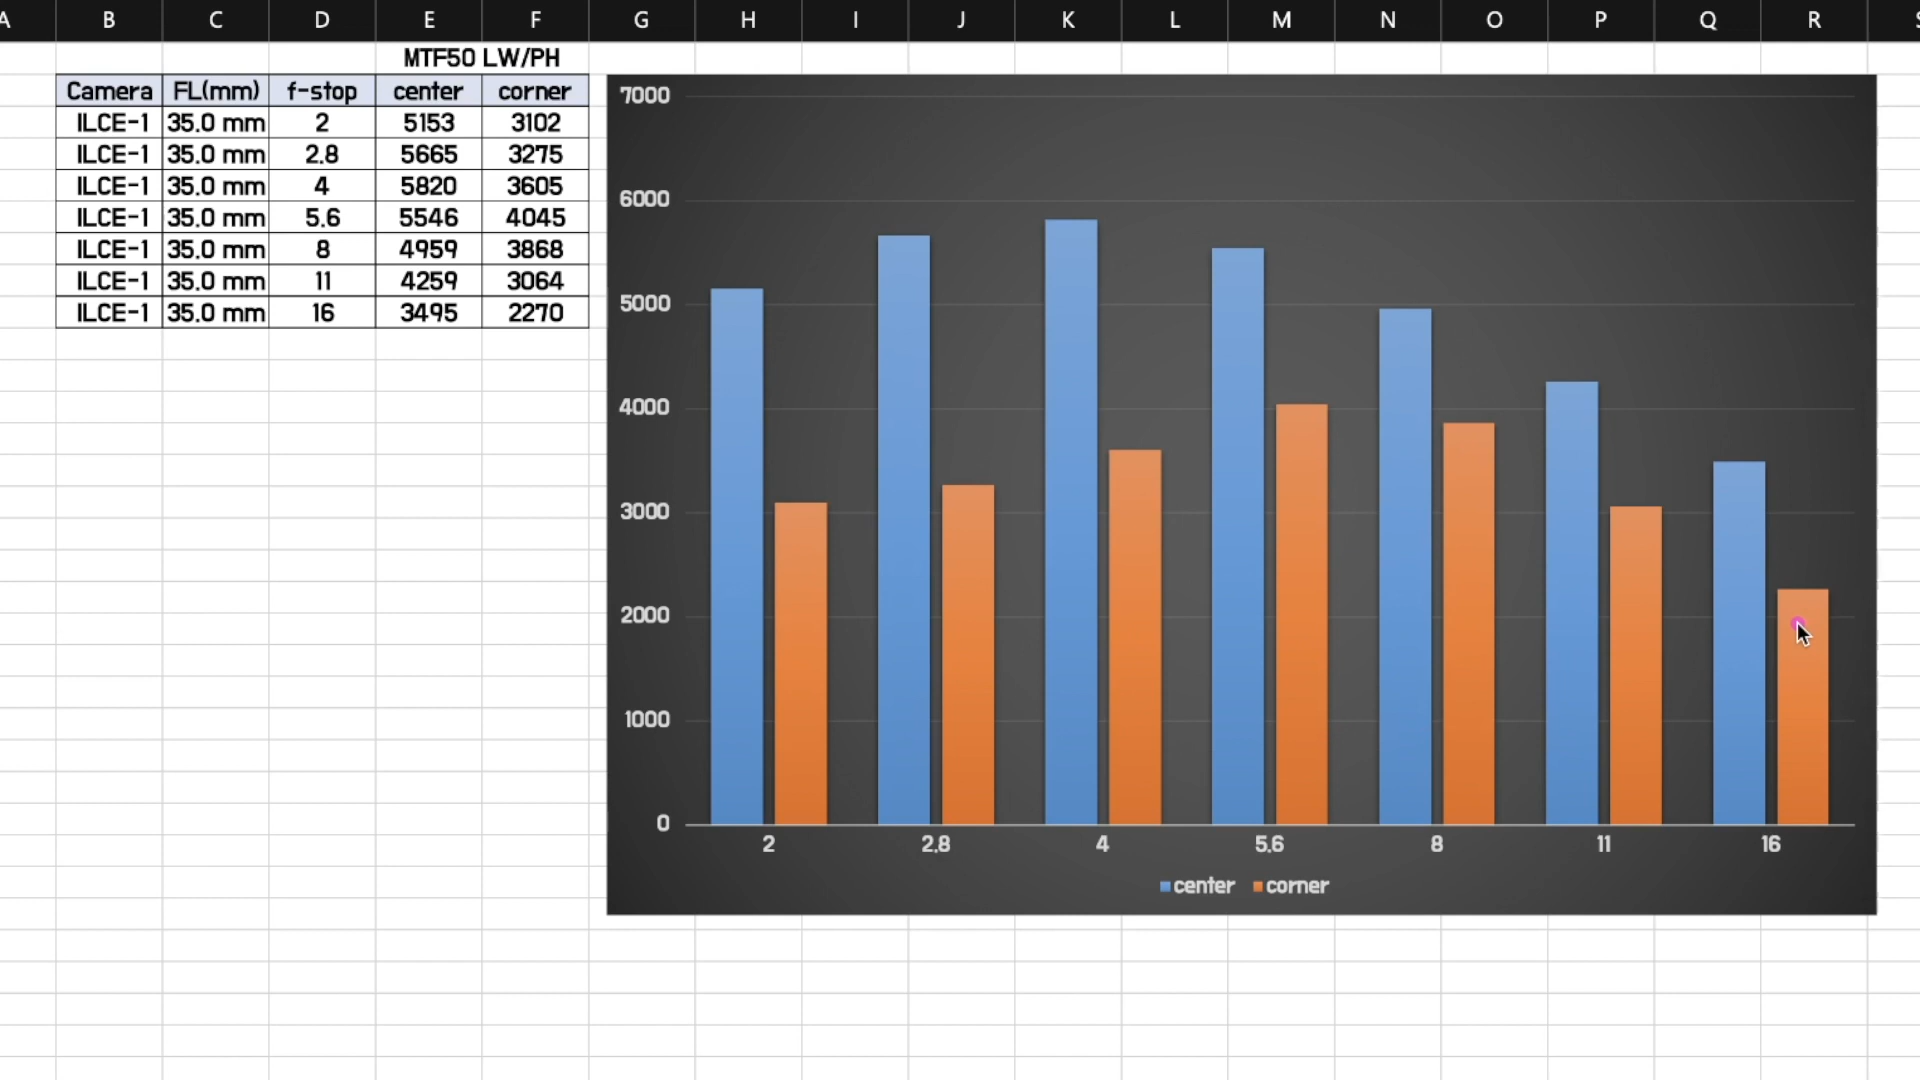 A B C D E F G H I J K L M N O P Q R S
MTF50 LW/PH
Camera FL(mm) f-stop center corner
ILCE-1 35.0 mm 2 5153 3102
ILCE-1 35.0 mm 2.8 5665 3275
ILCE-1 35.0 mm 4 5820 3605
ILCE-1 35.0 mm 5.6 5546 4045
ILCE-1 35.0 mm 8 4959 3868
ILCE-1 35.0 mm 11 4259 3064
ILCE-1 35.0 mm 16 3495 2270
7000
6000
5000
4000
3000
2000
1000
0
2 2.8 4 5.6 8 11 16
center corner